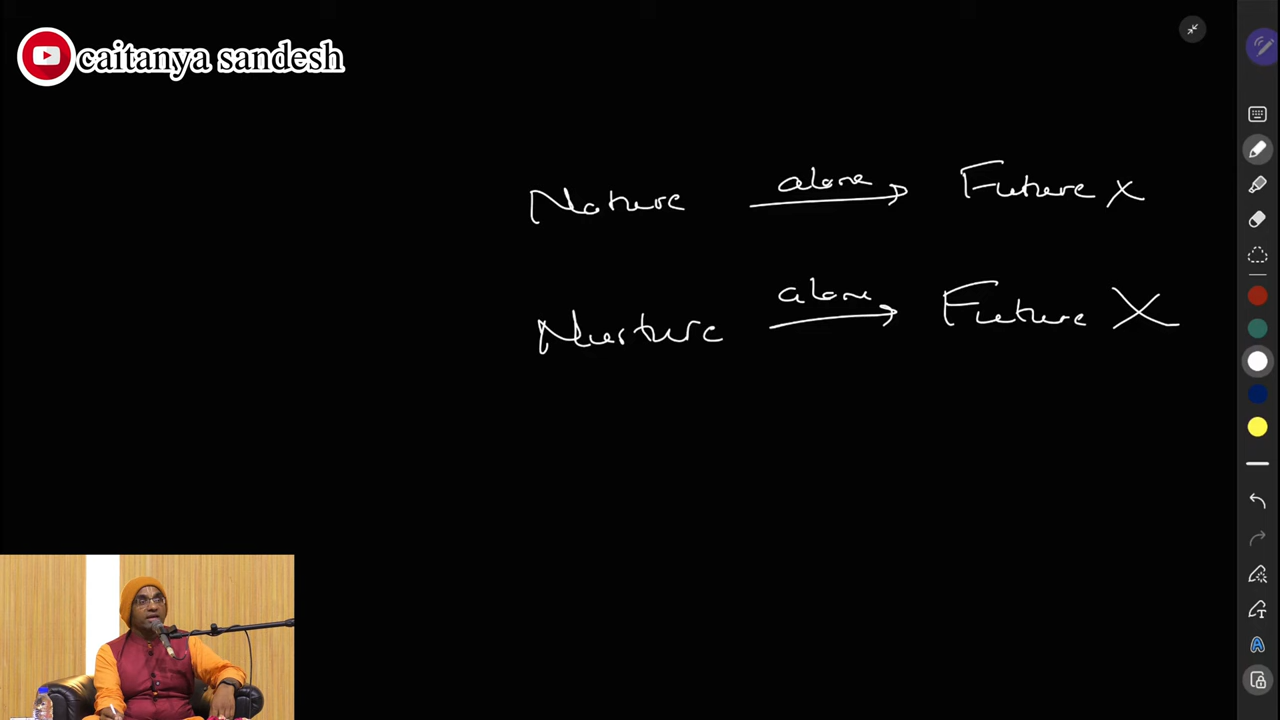 caitanya sandesh
Nature alone → Future x
Nurture alone → Future X